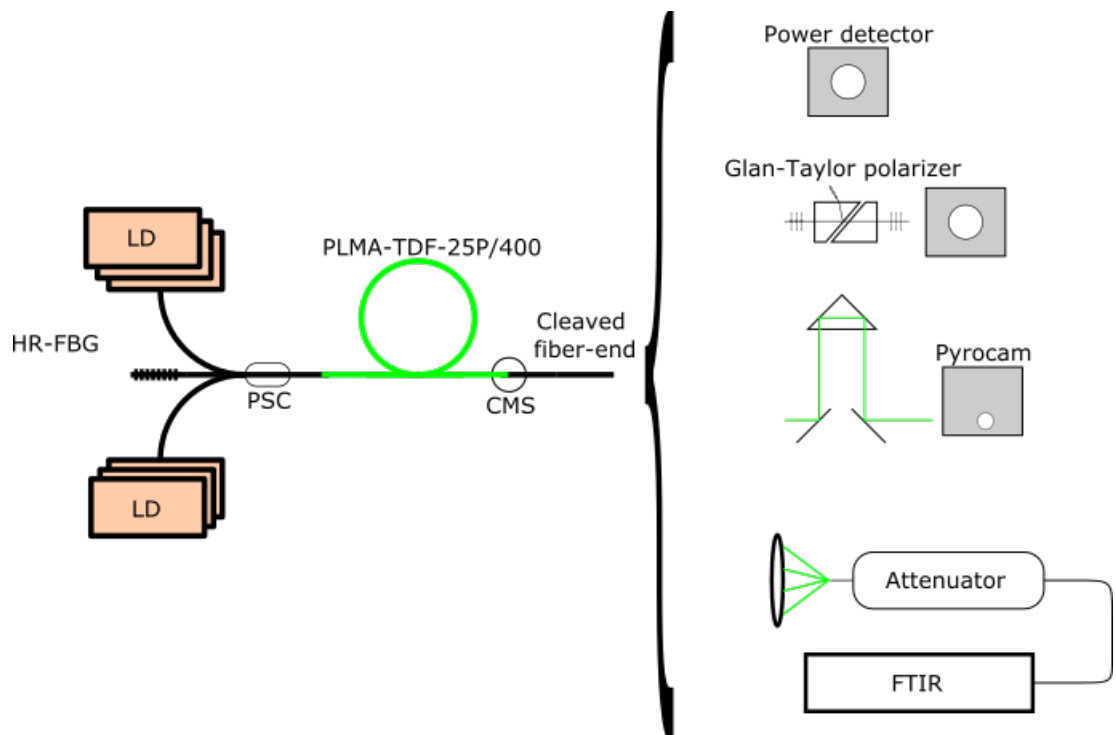 LD
HR-FBG
PSC
LD
PLMA-TDF-25P/400
Cleaved
fiber-end
CMS
Power detector
Glan-Taylor polarizer
Pyrocam
Attenuator
FTIR